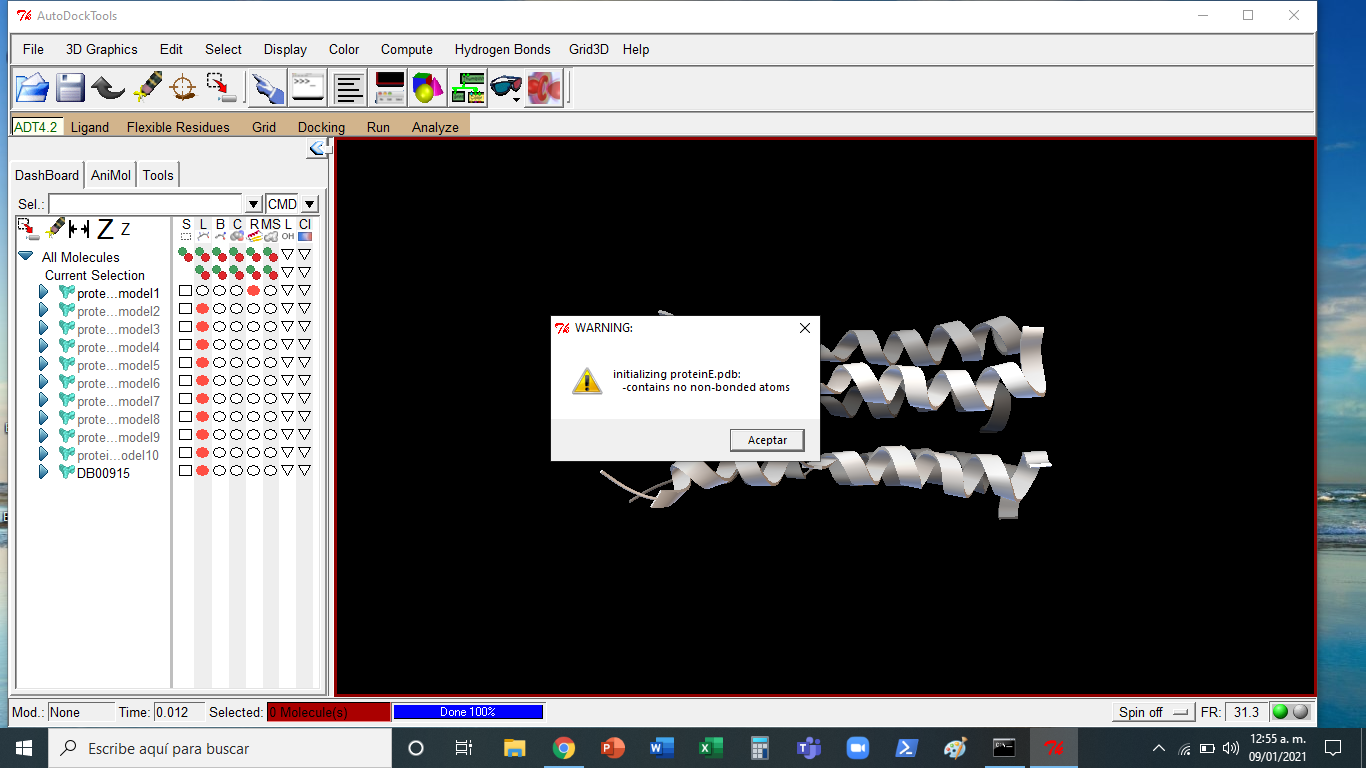 AutoDockTools
File 3D Graphics Edit Select Display Color Compute Hydrogen Bonds Grid3D Help
>>>_
ADT4.2 Ligand Flexible Residues Grid Docking Run Analyze
DashBoard AniMol Tools
Sel.: CMD
Z Z S L B C R MS L Cl
OH
All Molecules
Current Selection
prote...model1
prote...model2
prote...model3
prote...model4
prote...model5
prote...model6
prote...model7
prote...model8
prote...model9
protei...odel10
DB00915
WARNING:
initializing proteinE.pdb:
-contains no non-bonded atoms
Aceptar
Mod.: None Time: 0.012 Selected: 0 Molecule(s) Done 100% Spin off FR: 31.3
Escribe aquí para buscar
12:55 a. m.
09/01/2021